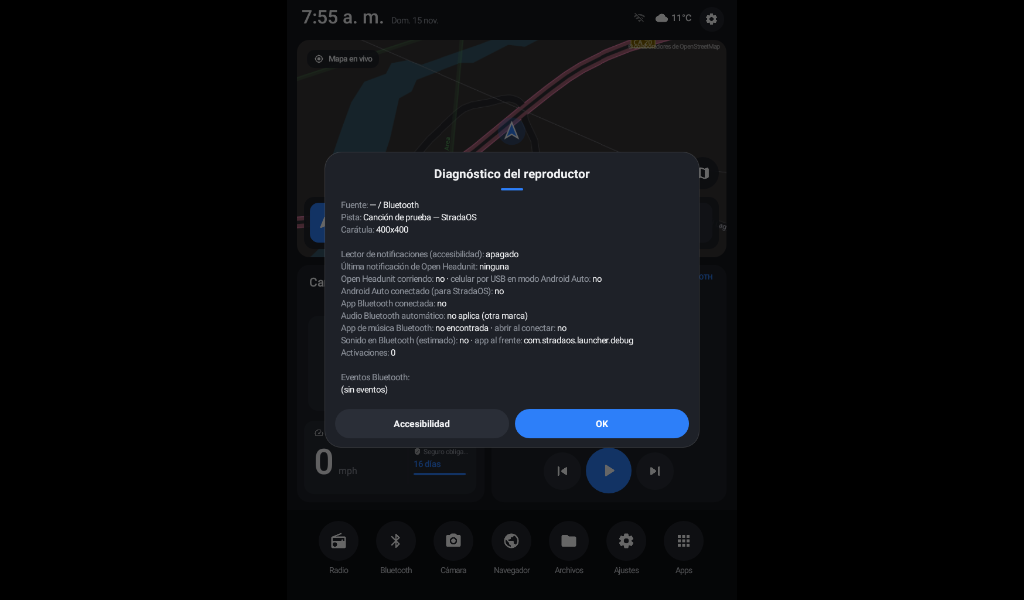 7:55 a. m. Dom. 15 nov.
11°C
Mapa en vivo
de OpenStreetMap
Diagnóstico del reproductor
Fuente: — / Bluetooth
Pista: Canción de prueba — StradaOS
Carátula: 400x400
Lector de notificaciones (accesibilidad): apagado
Última notificación de Open Headunit: ninguna
Open Headunit corriendo: no · celular por USB en modo Android Auto: no
Android Auto conectado (para StradaOS): no
App Bluetooth conectada: no
Audio Bluetooth automático: no aplica (otra marca)
App de música Bluetooth: no encontrada · abrir al conectar: no
Sonido en Bluetooth (estimado): no · app al frente: com.stradaos.launcher.debug
Activaciones: 0
Eventos Bluetooth:
(sin eventos)
Accesibilidad
OK
0 mph
Seguro obliga...
16 días
Radio
Bluetooth
Cámara
Navegador
Archivos
Ajustes
Apps